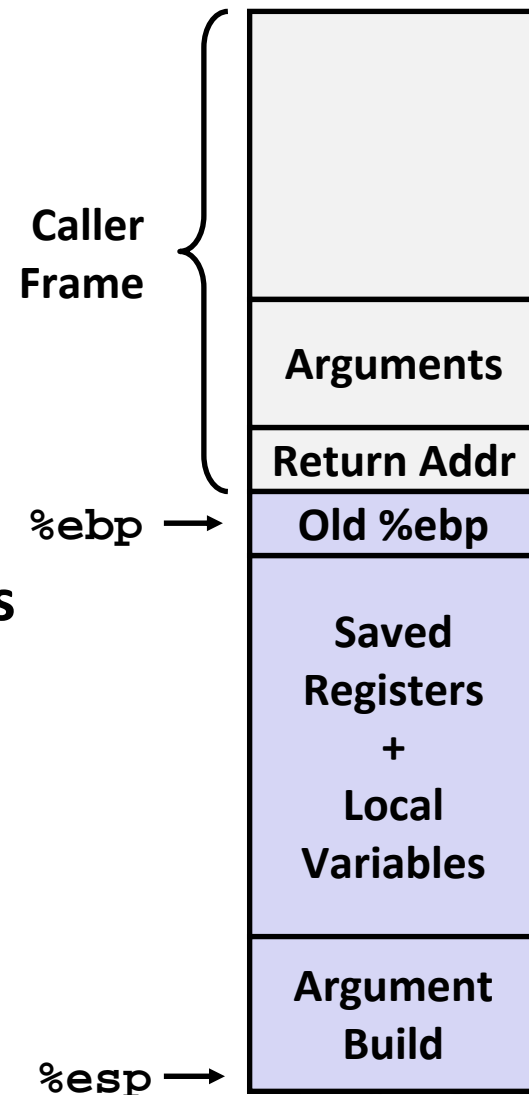 Caller
Frame
Arguments
Return Addr
%ebp
Old %ebp
s
Saved
Registers
+
Local
Variables
Argument
Build
%esp